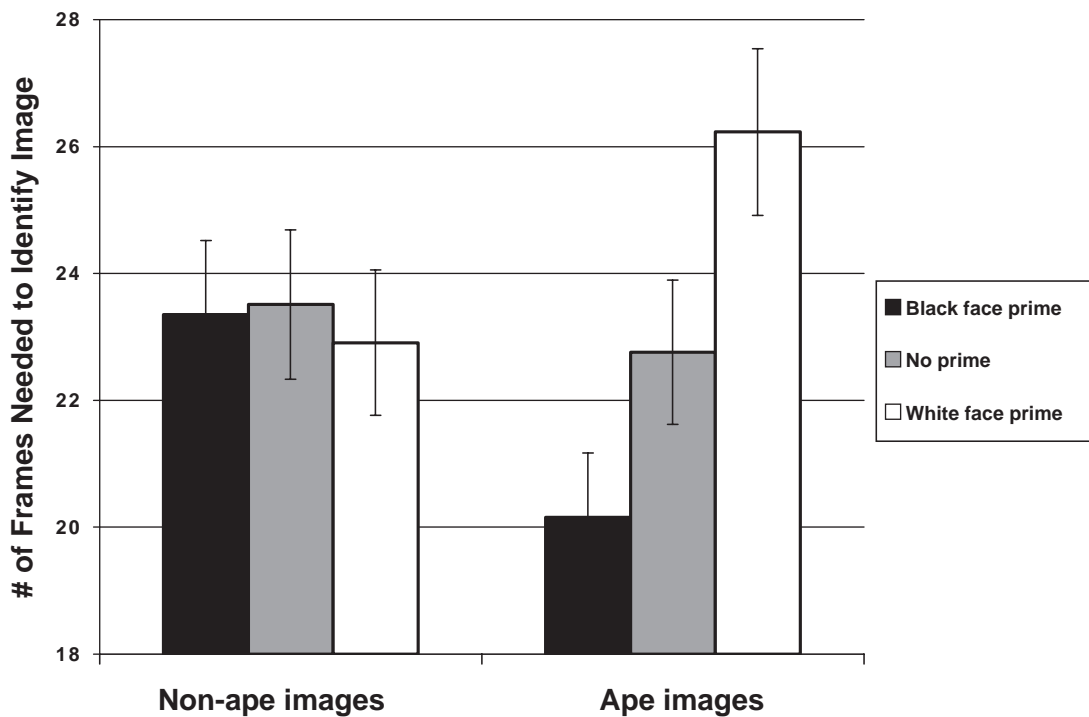 # of Frames Needed to Identify Image
28
26
24
22
20
18
Non-ape images
Ape images
Black face prime
No prime
White face prime